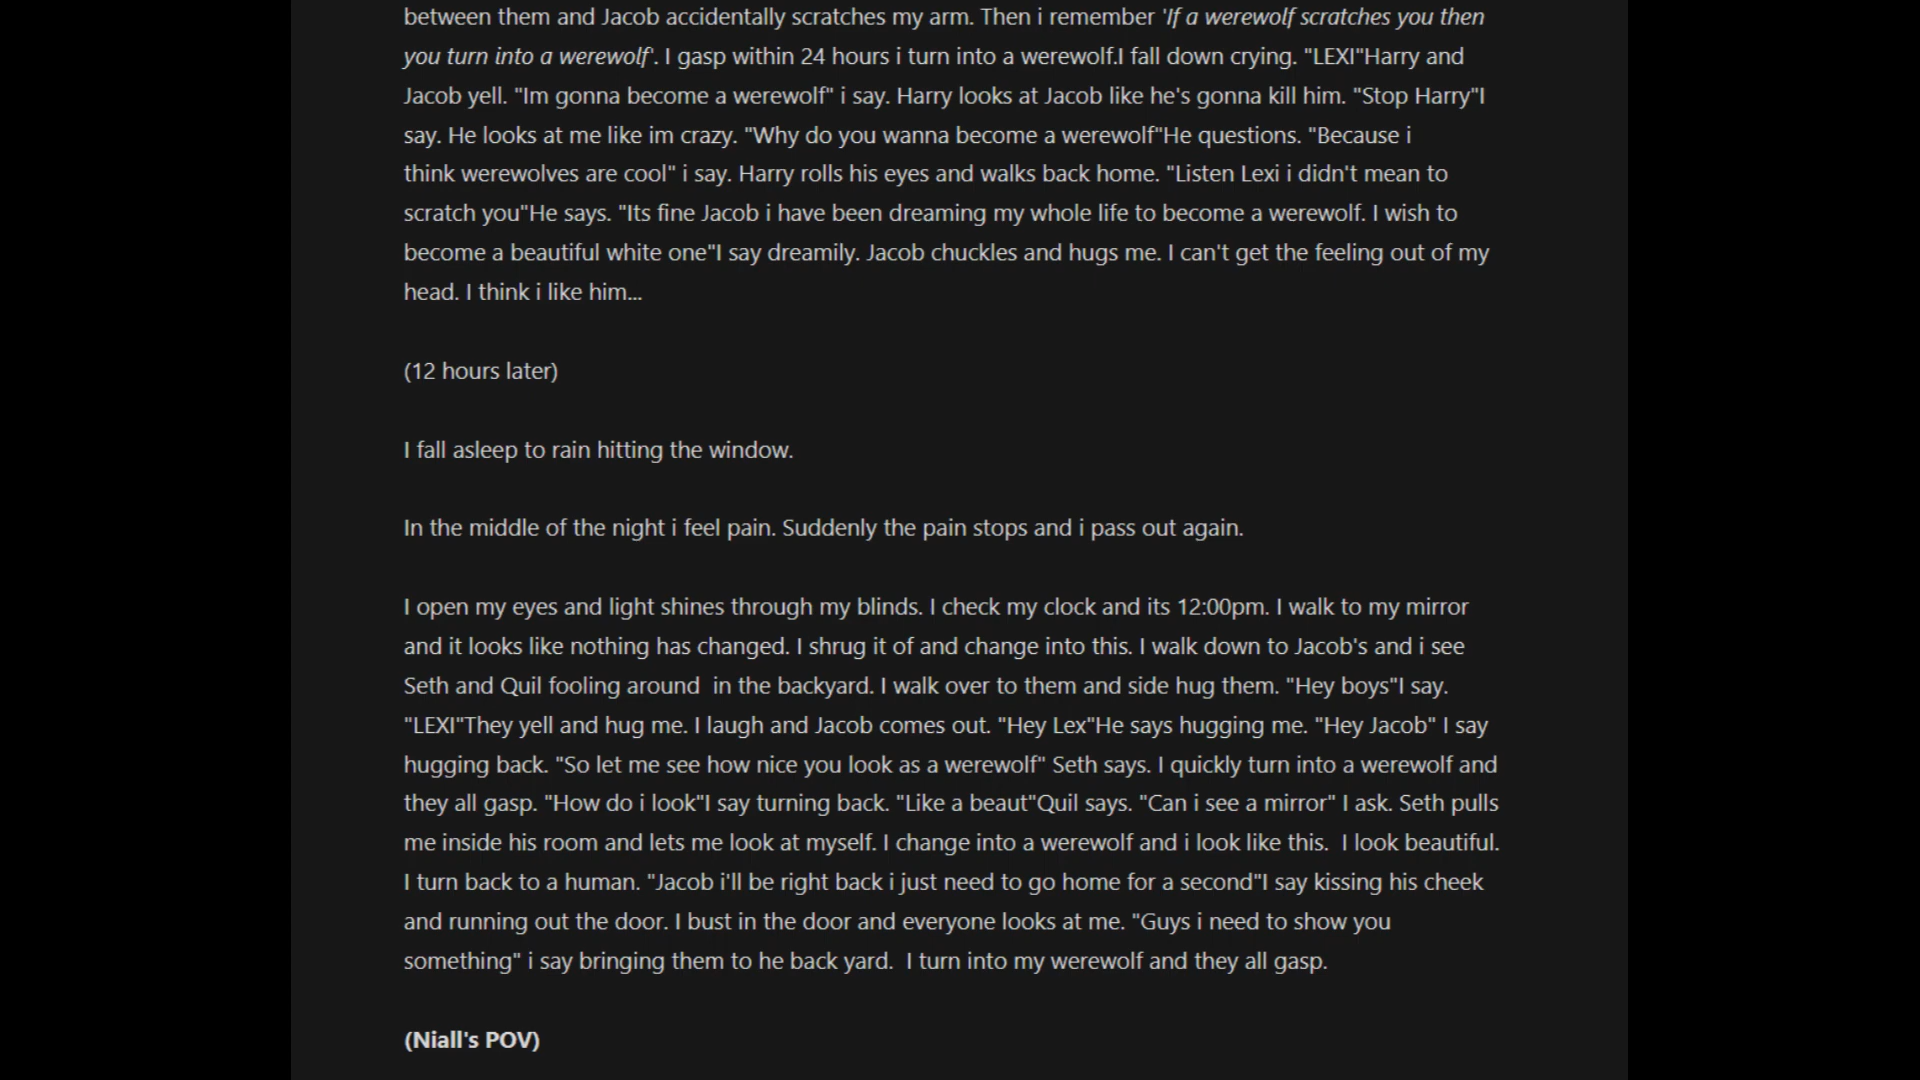 between them and Jacob accidentally scratches my arm. Then i remember 'If a werewolf scratches you then
you turn into a werewolf'. I gasp within 24 hours i turn into a werewolf.I fall down crying. "LEXI"Harry and
Jacob yell. "Im gonna become a werewolf" i say. Harry looks at Jacob like he's gonna kill him. "Stop Harry"I
say. He looks at me like im crazy. "Why do you wanna become a werewolf"He questions. "Because i
think werewolves are cool" i say. Harry rolls his eyes and walks back home. "Listen Lexi i didn't mean to
scratch you"He says. "Its fine Jacob i have been dreaming my whole life to become a werewolf. I wish to
become a beautiful white one"I say dreamily. Jacob chuckles and hugs me. I can't get the feeling out of my
head. I think i like him...
(12 hours later)
I fall asleep to rain hitting the window.
In the middle of the night i feel pain. Suddenly the pain stops and i pass out again.
I open my eyes and light shines through my blinds. I check my clock and its 12:00pm. I walk to my mirror
and it looks like nothing has changed. I shrug it of and change into this. I walk down to Jacob's and i see
Seth and Quil fooling around  in the backyard. I walk over to them and side hug them. "Hey boys"I say.
"LEXI"They yell and hug me. I laugh and Jacob comes out. "Hey Lex"He says hugging me. "Hey Jacob" I say
hugging back. "So let me see how nice you look as a werewolf" Seth says. I quickly turn into a werewolf and
they all gasp. "How do i look"I say turning back. "Like a beaut"Quil says. "Can i see a mirror" I ask. Seth pulls
me inside his room and lets me look at myself. I change into a werewolf and i look like this.  I look beautiful.
I turn back to a human. "Jacob i'll be right back i just need to go home for a second"I say kissing his cheek
and running out the door. I bust in the door and everyone looks at me. "Guys i need to show you
something" i say bringing them to he back yard.  I turn into my werewolf and they all gasp.
(Niall's POV)